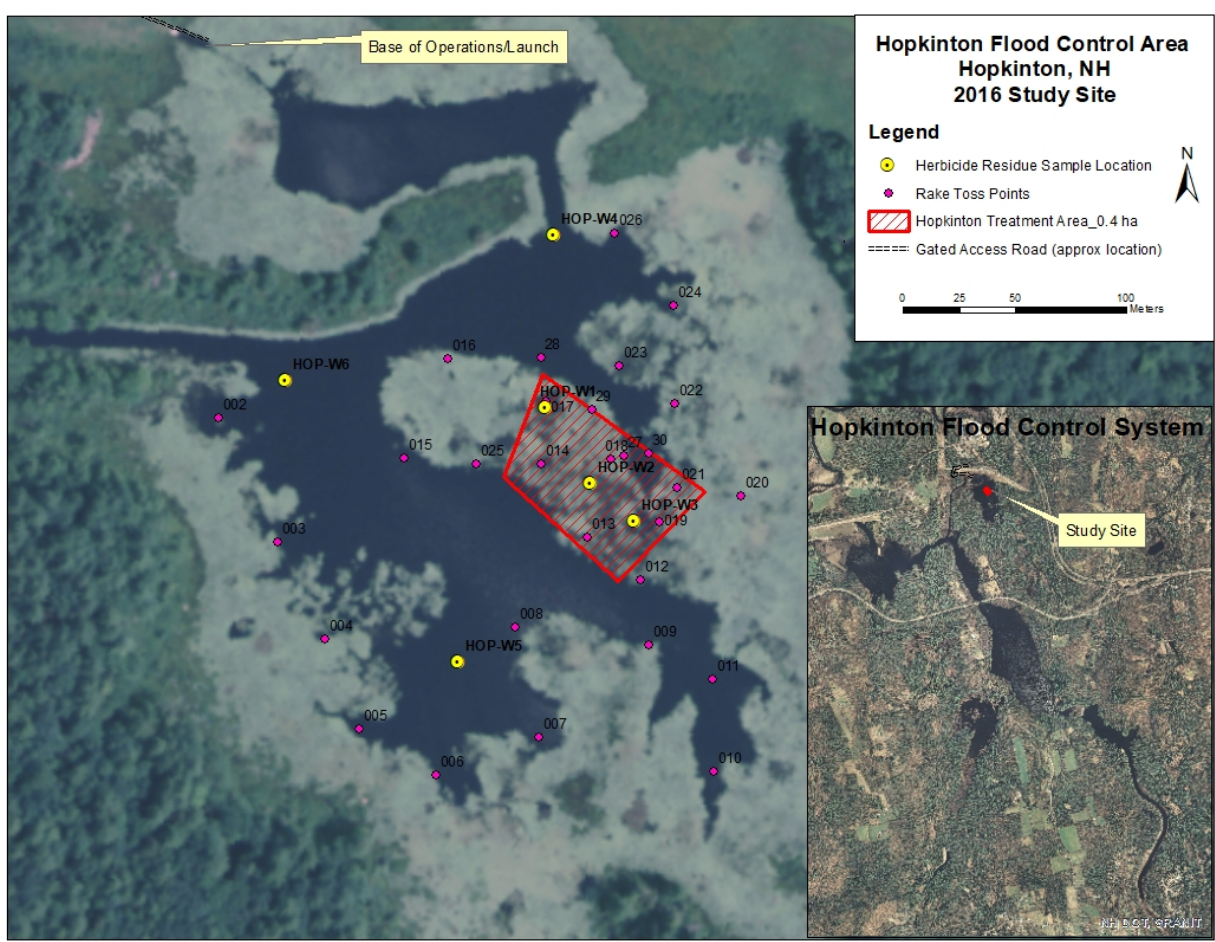 Base of Operations/Launch
Hopkinton Flood Control Area
Hopkinton, NH
2016 Study Site
Legend
Herbicide Residue Sample Location
Rake Toss Points
Hopkinton Treatment Area_0.4 ha
Gated Access Road (approx location)
N
0 25 50 100
Meters
HOP-W4 026
024
016
28
023
HOP-W6
002
HOP-W1
017
29
022
015
025
014
018
27
30
HOP-W2
021
020
HOP-W3
019
013
003
012
004
008
009
HOP-W5
011
005
007
006
010
Hopkinton Flood Control System
Study Site
NH DOT, GRANIT